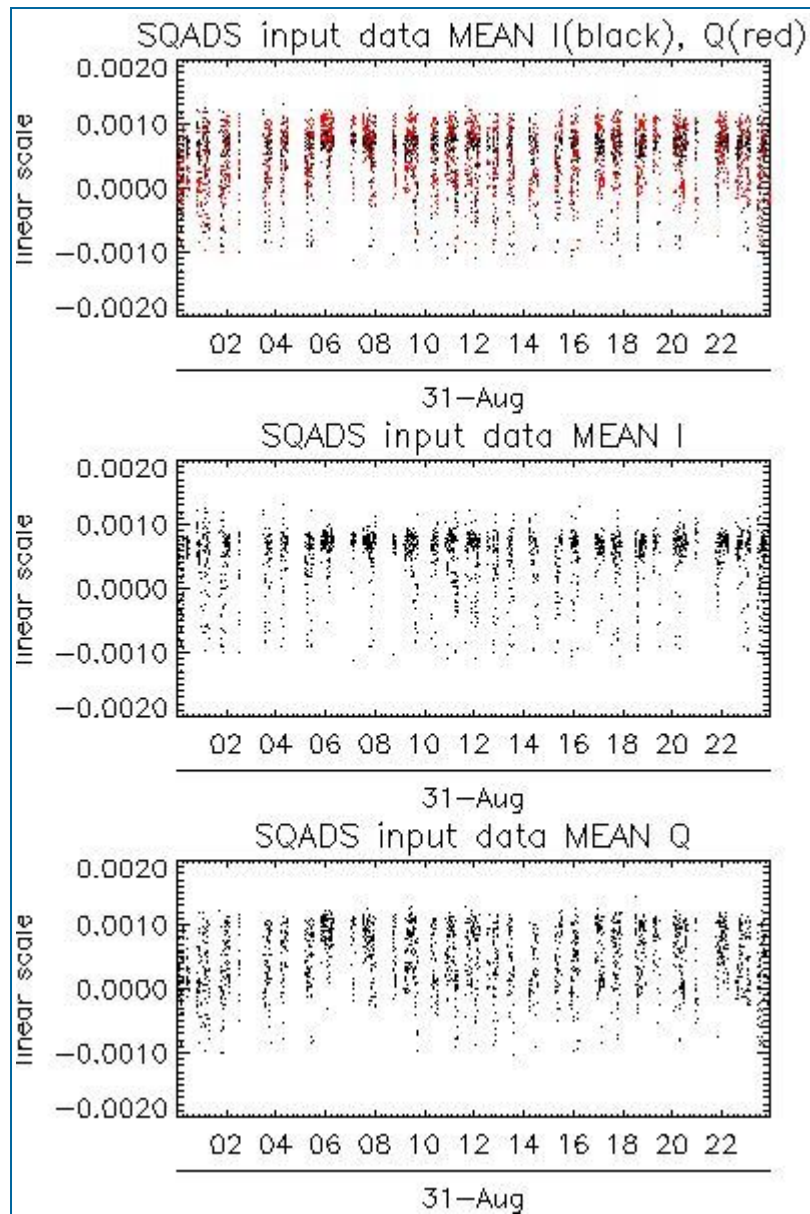 SQADS input data MEAN I(black), Q(red)
0.0020
0.0010
0.0000
−0.0010
−0.0020
linear scale
02 04 06 08 10 12 14 16 18 20 22
31−Aug
SQADS input data MEAN I
0.0020
0.0010
0.0000
−0.0010
−0.0020
linear scale
02 04 06 08 10 12 14 16 18 20 22
31−Aug
SQADS input data MEAN Q
0.0020
0.0010
0.0000
−0.0010
−0.0020
linear scale
02 04 06 08 10 12 14 16 18 20 22
31−Aug